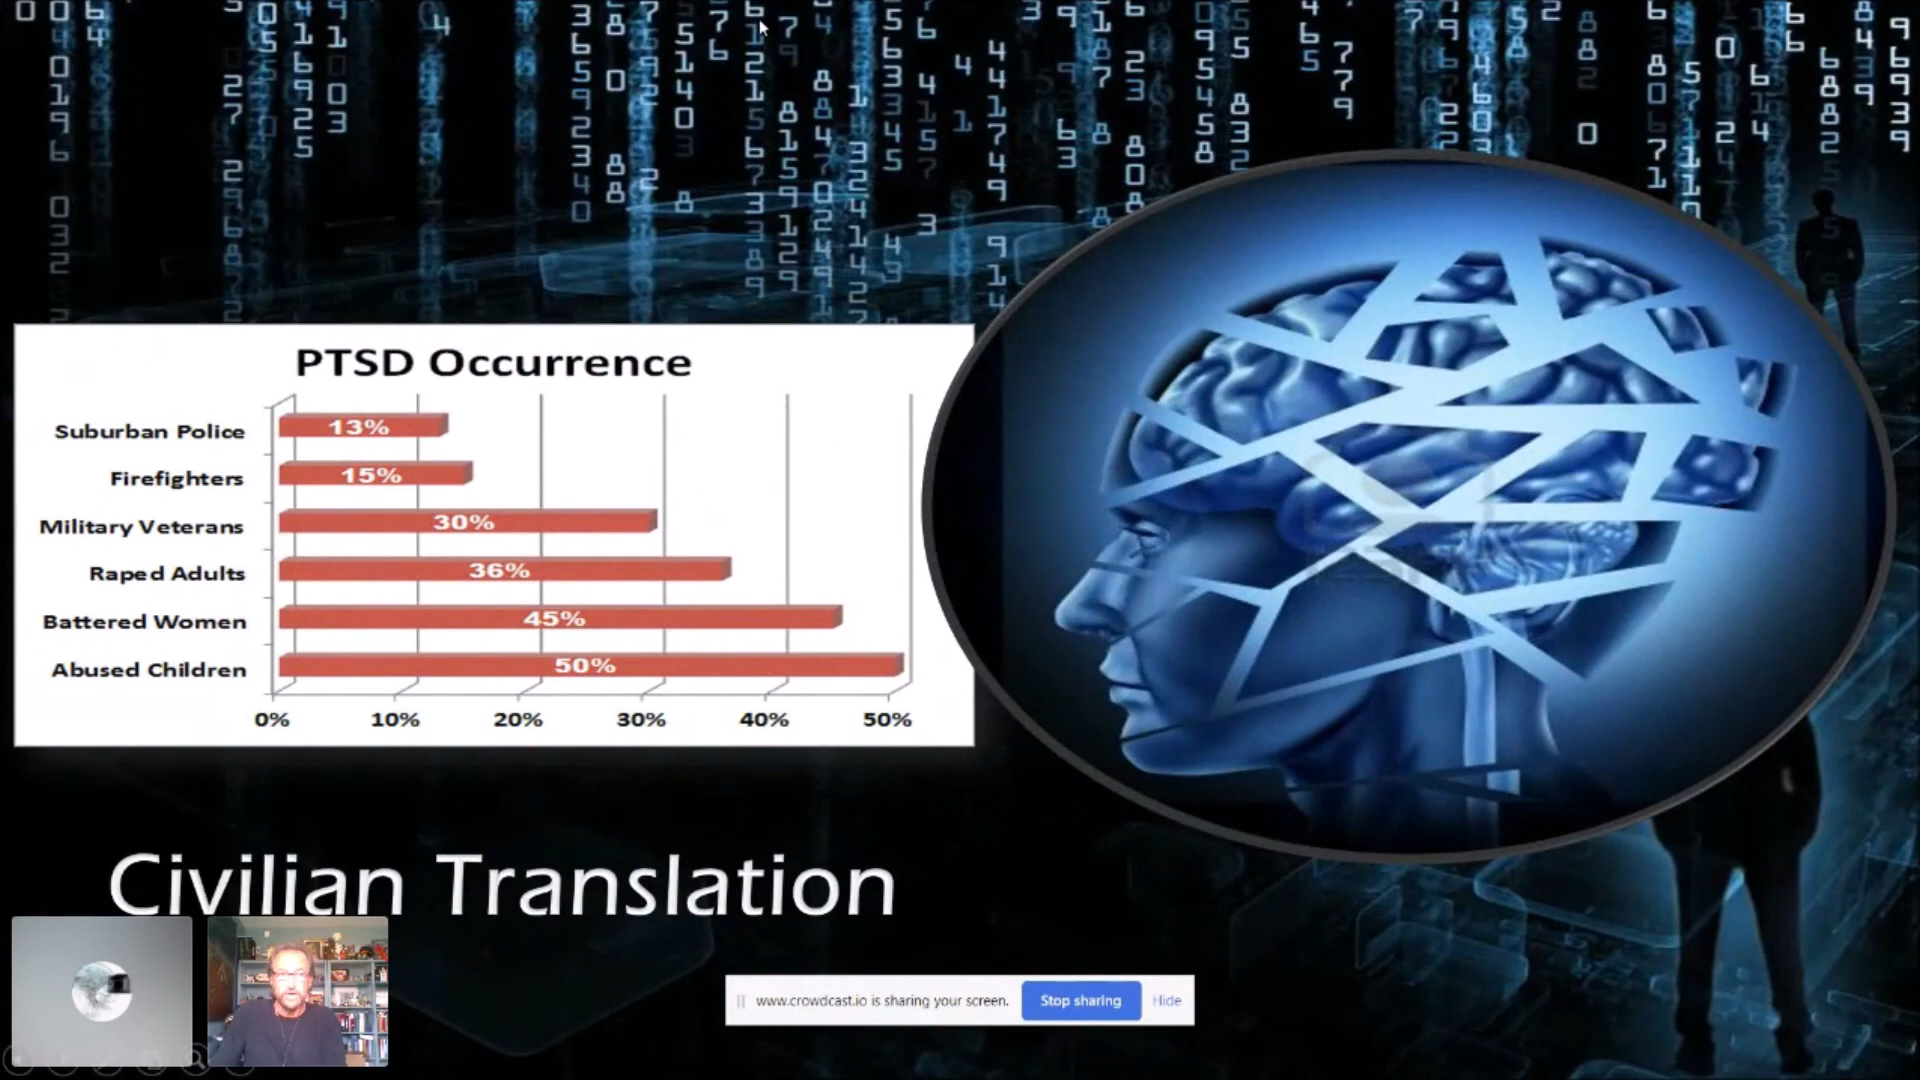 PTSD Occurrence
Suburban Police 13%
Firefighters 15%
Military Veterans 30%
Raped Adults 36%
Battered Women 45%
Abused Children 50%
0% 10% 20% 30% 40% 50%
Civilian Translation
www.crowdcast.io is sharing your screen. Stop sharing Hide